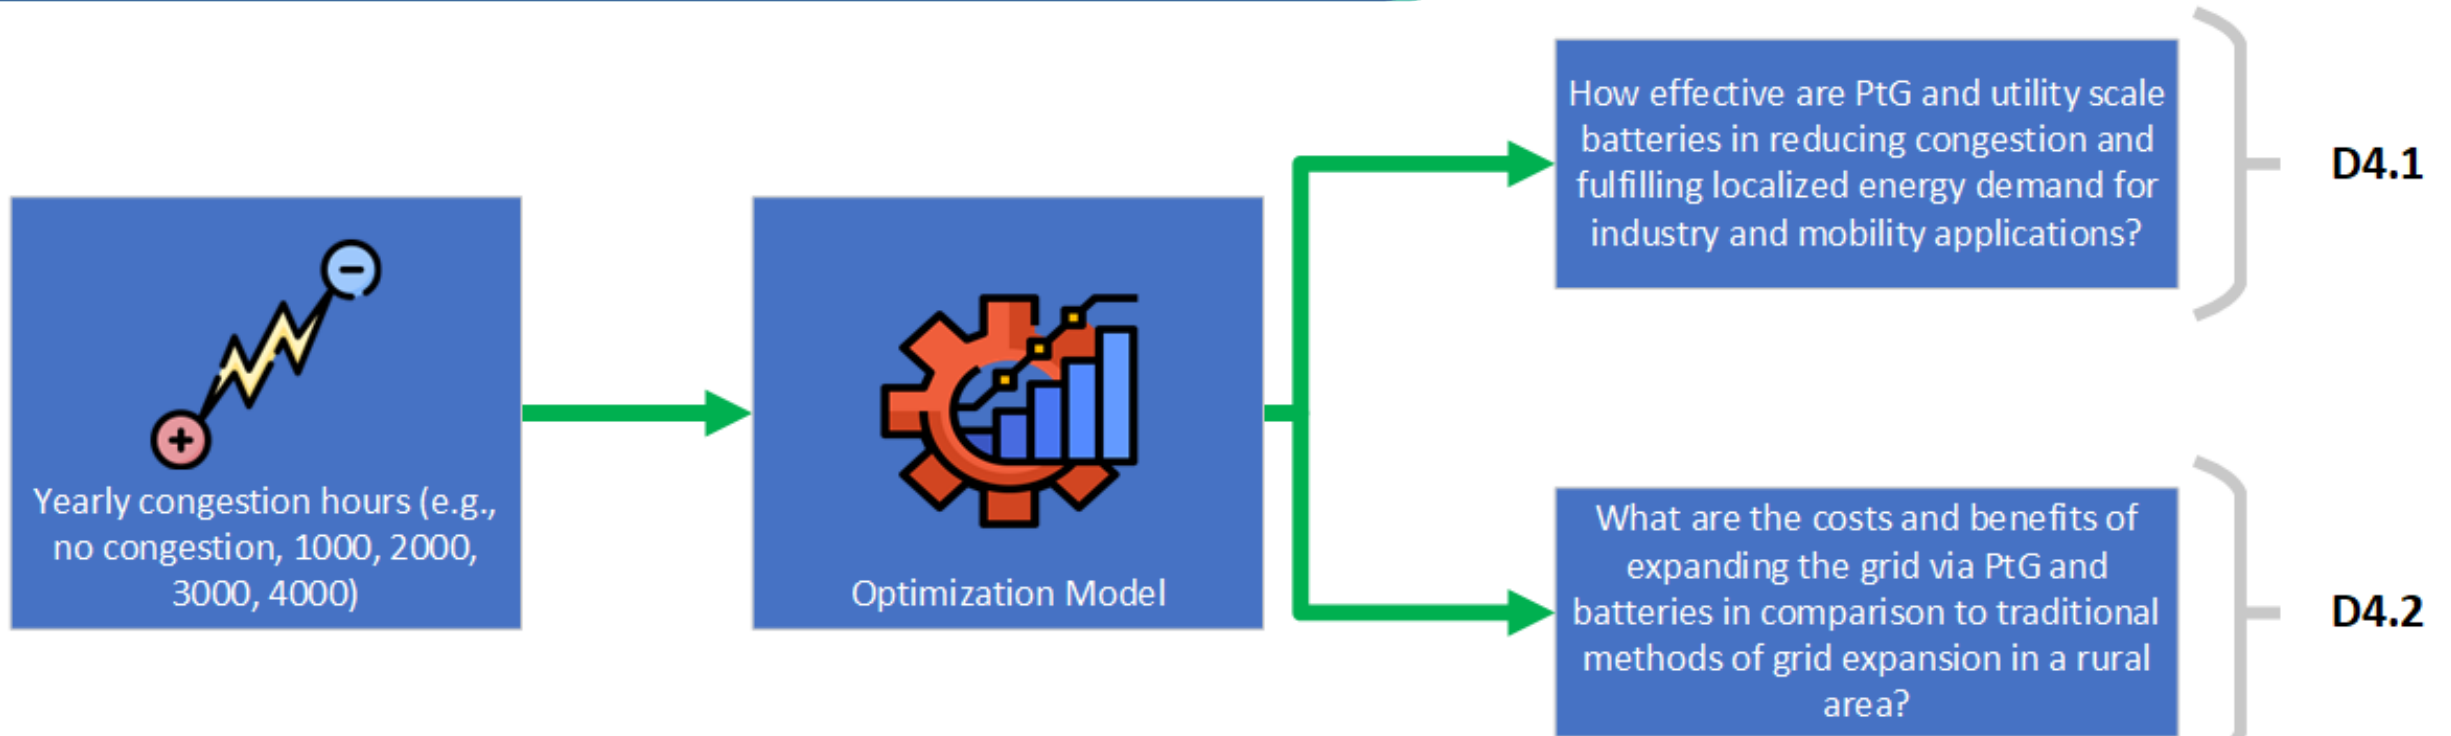 Yearly congestion hours (e.g.,
no congestion, 1000, 2000,
3000, 4000)
Optimization Model
How effective are PtG and utility scale
batteries in reducing congestion and
fulfilling localized energy demand for
industry and mobility applications?
D4.1
What are the costs and benefits of
expanding the grid via PtG and
batteries in comparison to traditional
methods of grid expansion in a rural
area?
D4.2